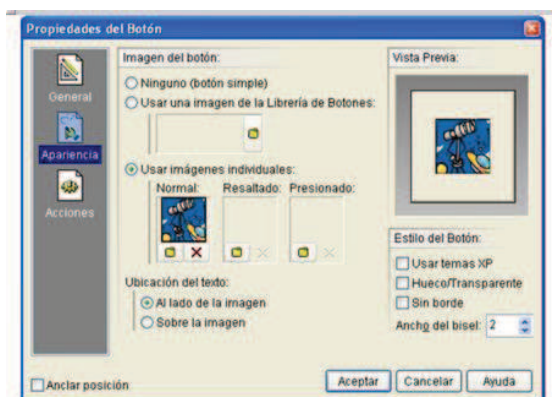 Propiedades del Botón
General
Apariencia
Acciones
Imagen del botón:
Ninguno (botón simple)
Usar una imagen de la Librería de Botones:
Usar imágenes individuales:
Normal: Resaltado: Presionado:
Ubicación del texto:
Al lado de la imagen
Sobre la imagen
Vista Previa:
Estilo del Botón:
Usar temas XP
Hueco/Transparente
Sin borde
Ancho del bisel: 2
Anclar posición
Aceptar Cancelar Ayuda